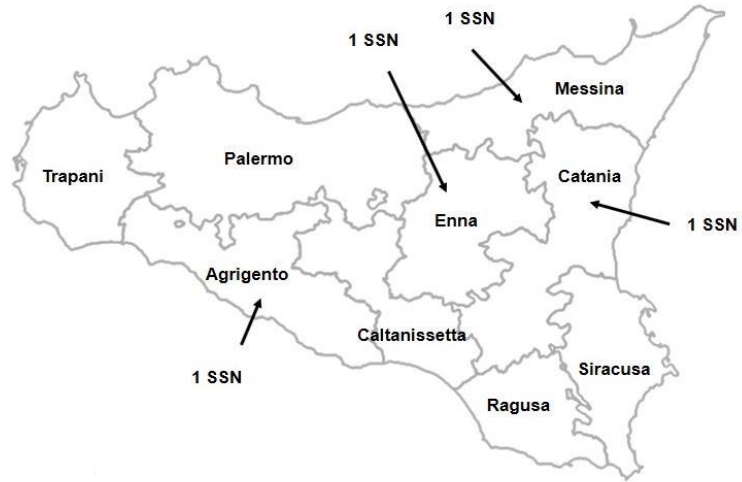 1 SSN
1 SSN
Messina
Palermo
Trapani
Catania
Enna
1 SSN
Agrigento
Caltanissetta
1 SSN
Siracusa
Ragusa